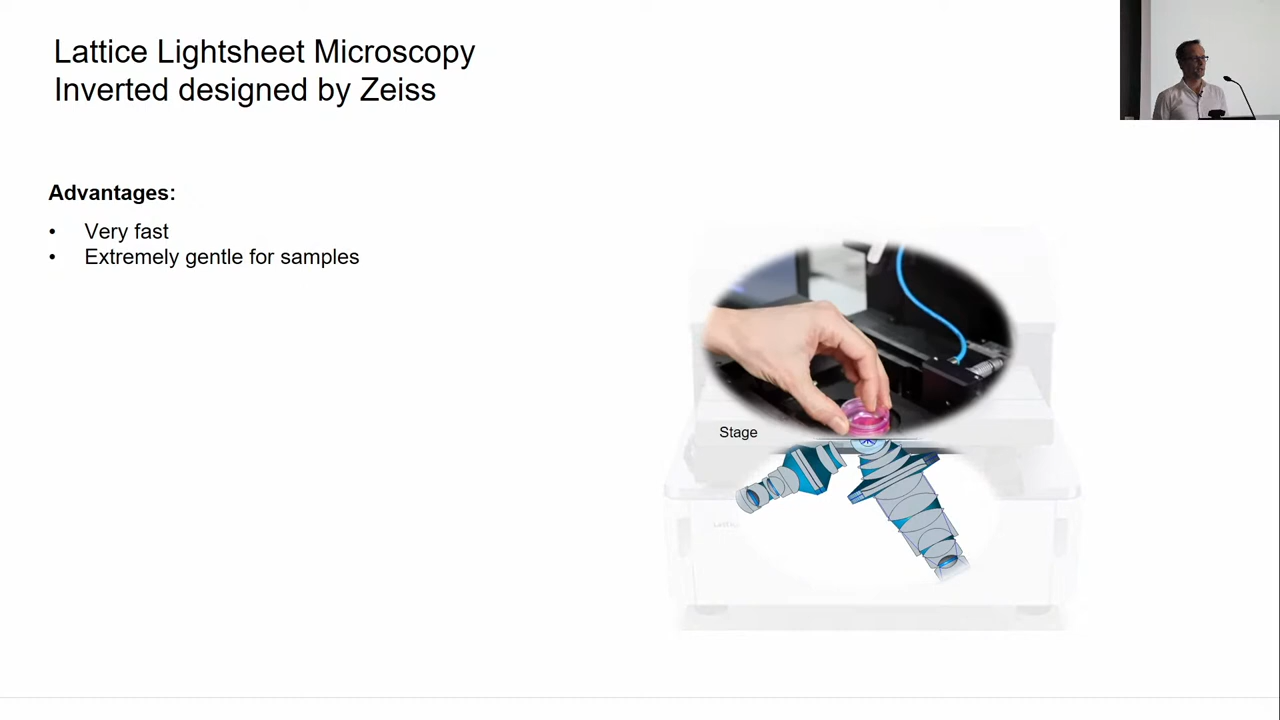 Lattice Lightsheet Microscopy
Inverted designed by Zeiss
Advantages:
• Very fast
• Extremely gentle for samples
Stage